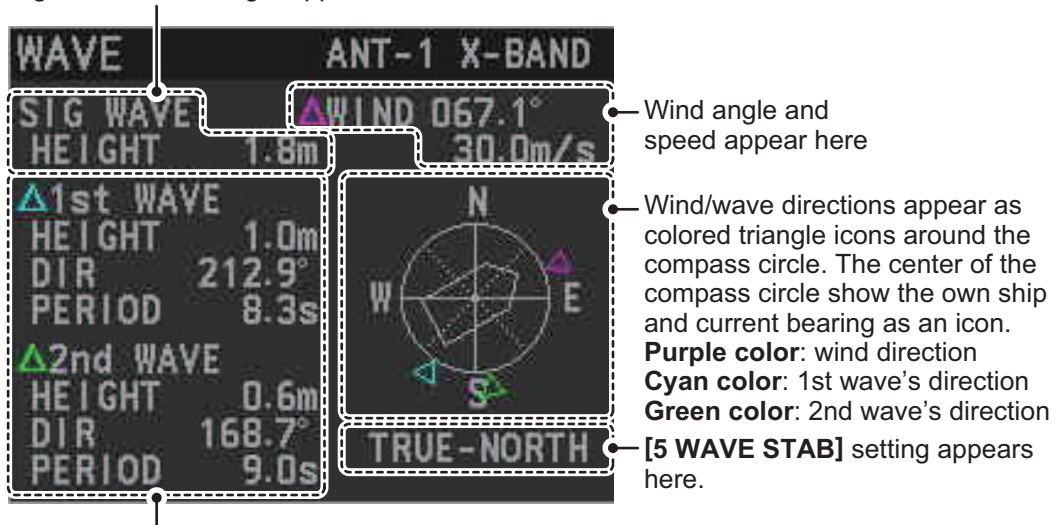 WAVE ANT-1 X-BAND
SIG WAVE
HEIGHT 1.8m
WIND 067.1°
30.0m/s
1st WAVE
HEIGHT 1.0m
DIR 212.9°
PERIOD 8.3s
2nd WAVE
HEIGHT 0.6m
DIR 168.7°
PERIOD 9.0s
N
W E
S
TRUE-NORTH
Wind angle and
speed appear here
Wind/wave directions appear as
colored triangle icons around the
compass circle. The center of the
compass circle show the own ship
and current bearing as an icon.
Purple color: wind direction
Cyan color: 1st wave's direction
Green color: 2nd wave's direction
[5 WAVE STAB] setting appears
here.